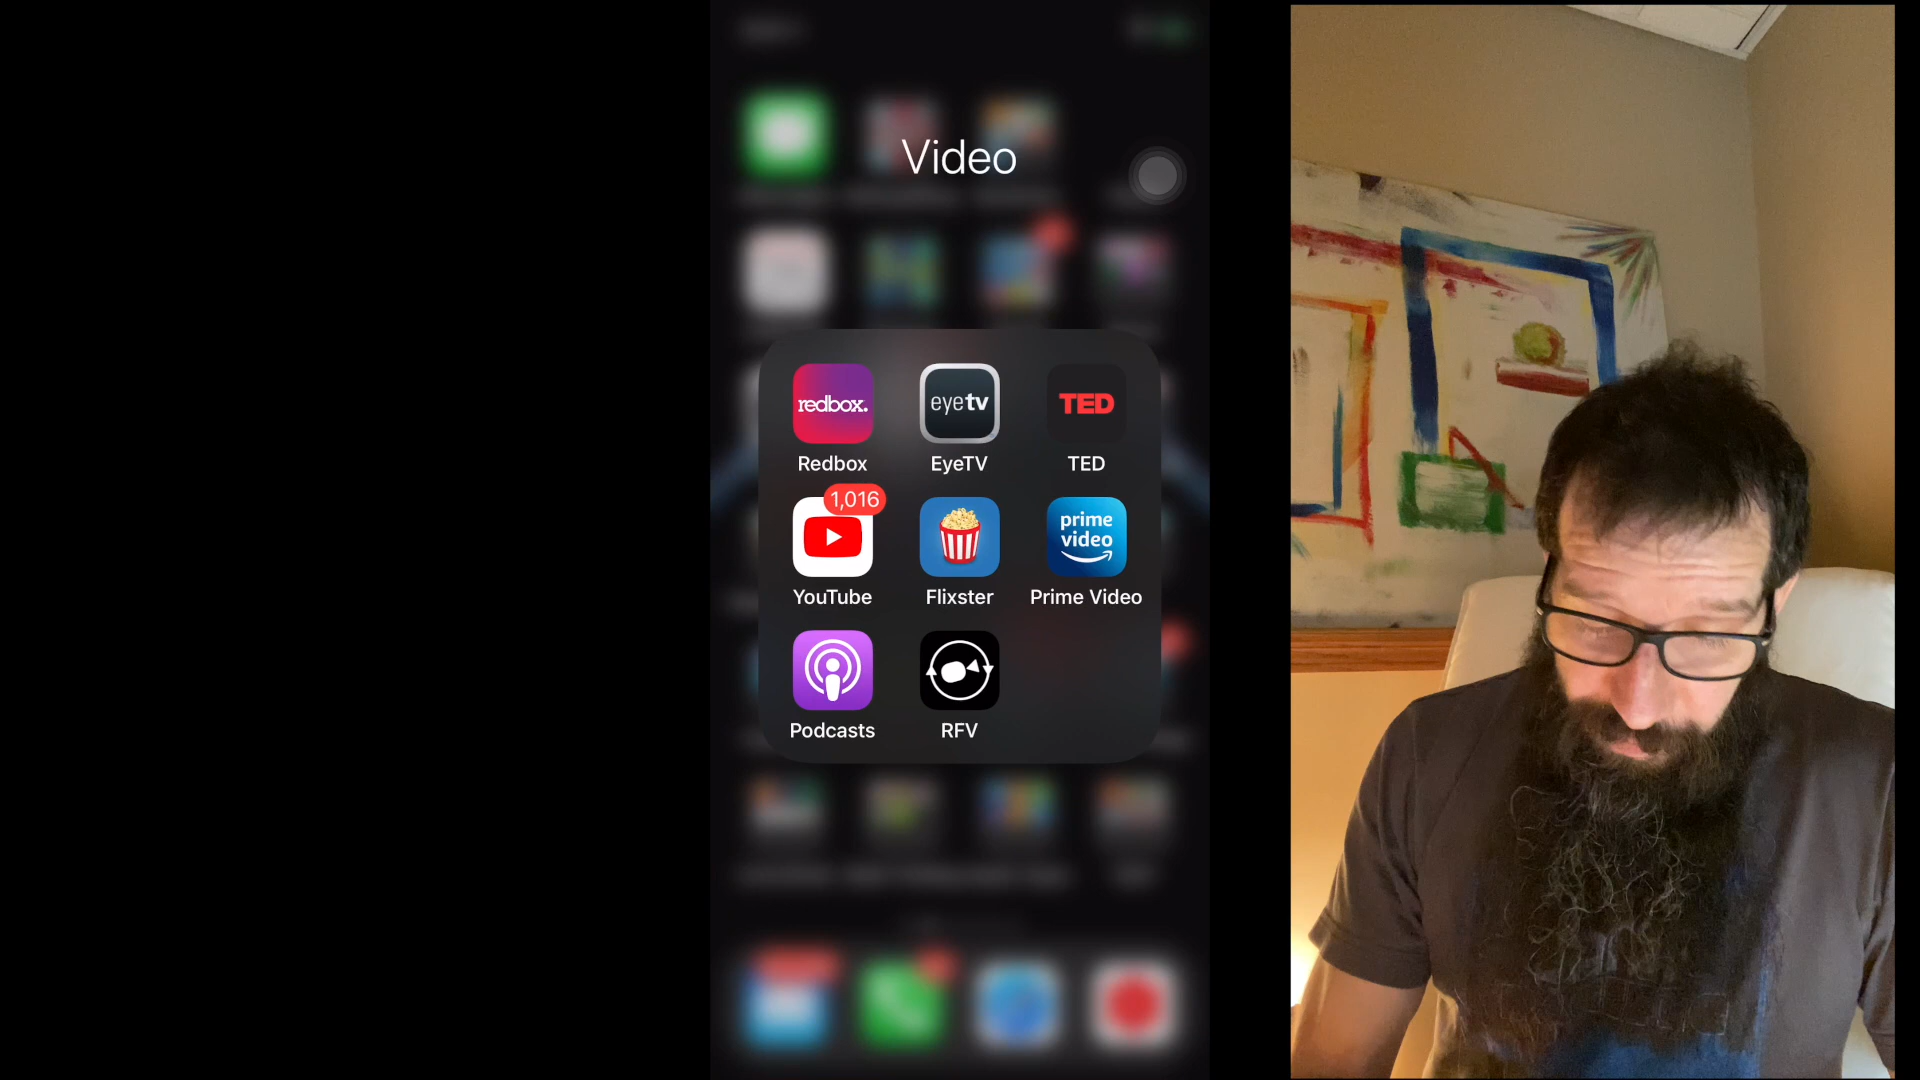 Video
redbox.
eyetv
TED
Redbox
EyeTV
TED
1,016
prime
video
YouTube
Flixster
Prime Video
Podcasts
RFV